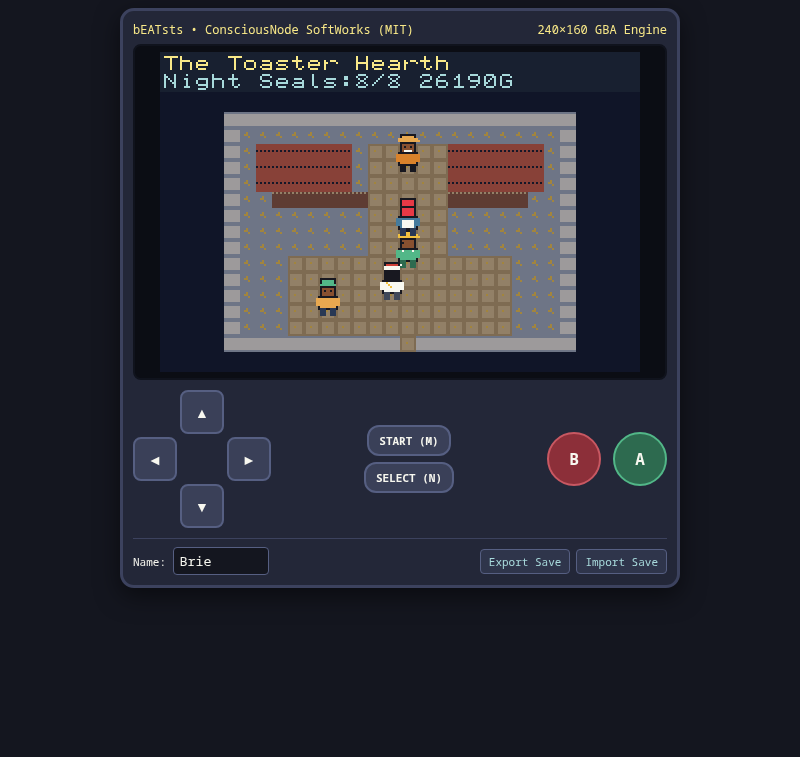 bEATsts • ConsciousNode SoftWorks (MIT) 240×160 GBA Engine
The Toaster Hearth
Night Seals:8/8 26190G
▲
◄ ►
▼
START (M)
SELECT (N)
B A
Name: Brie Export Save Import Save